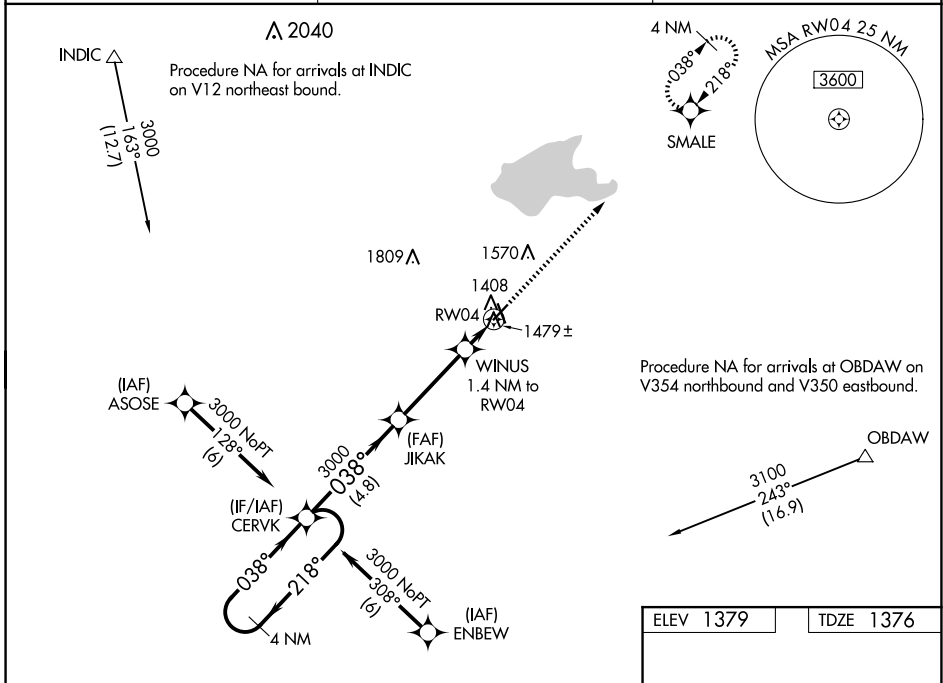 2040
INDIC
Procedure NA for arrivals at INDIC
on V12 northeast bound.
3000
163°
(12.7)
4 NM
038°
218°
SMALE
MSA RW04 25 NM
3600
1809
1570
1408
RW04
1479±
WINUS
1.4 NM to
RW04
Procedure NA for arrivals at OBDAW on
V354 northbound and V350 eastbound.
OBDAW
3100
243°
(16.9)
(IAF)
ASOSE
3000 NoPT
128°
(6)
(FAF)
JIKAK
3000
038°
(4.8)
(IF/IAF)
CERVK
038°
218°
4 NM
3000 NoPT
308°
(6)
(IAF)
ENBEW
ELEV 1379
TDZE 1376